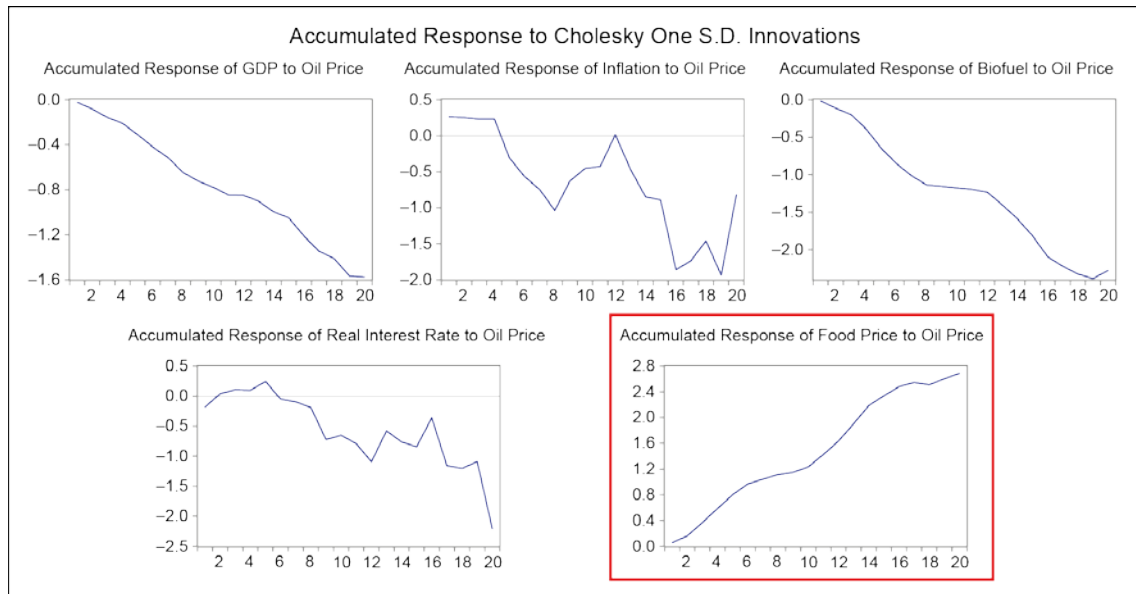 Accumulated Response to Cholesky One S.D. Innovations
Accumulated Response of GDP to Oil Price
0.0
–0.4
–0.8
–1.2
–1.6
2 4 6 8 10 12 14 16 18 20
Accumulated Response of Inflation to Oil Price
0.5
0.0
–0.5
–1.0
–1.5
–2.0
2 4 6 8 10 12 14 16 18 20
Accumulated Response of Biofuel to Oil Price
0.0
–0.5
–1.0
–1.5
–2.0
2 4 6 8 10 12 14 16 18 20
Accumulated Response of Real Interest Rate to Oil Price
0.5
0.0
–0.5
–1.0
–1.5
–2.0
–2.5
2 4 6 8 10 12 14 16 18 20
Accumulated Response of Food Price to Oil Price
2.8
2.4
2.0
1.6
1.2
0.8
0.4
0.0
2 4 6 8 10 12 14 16 18 20